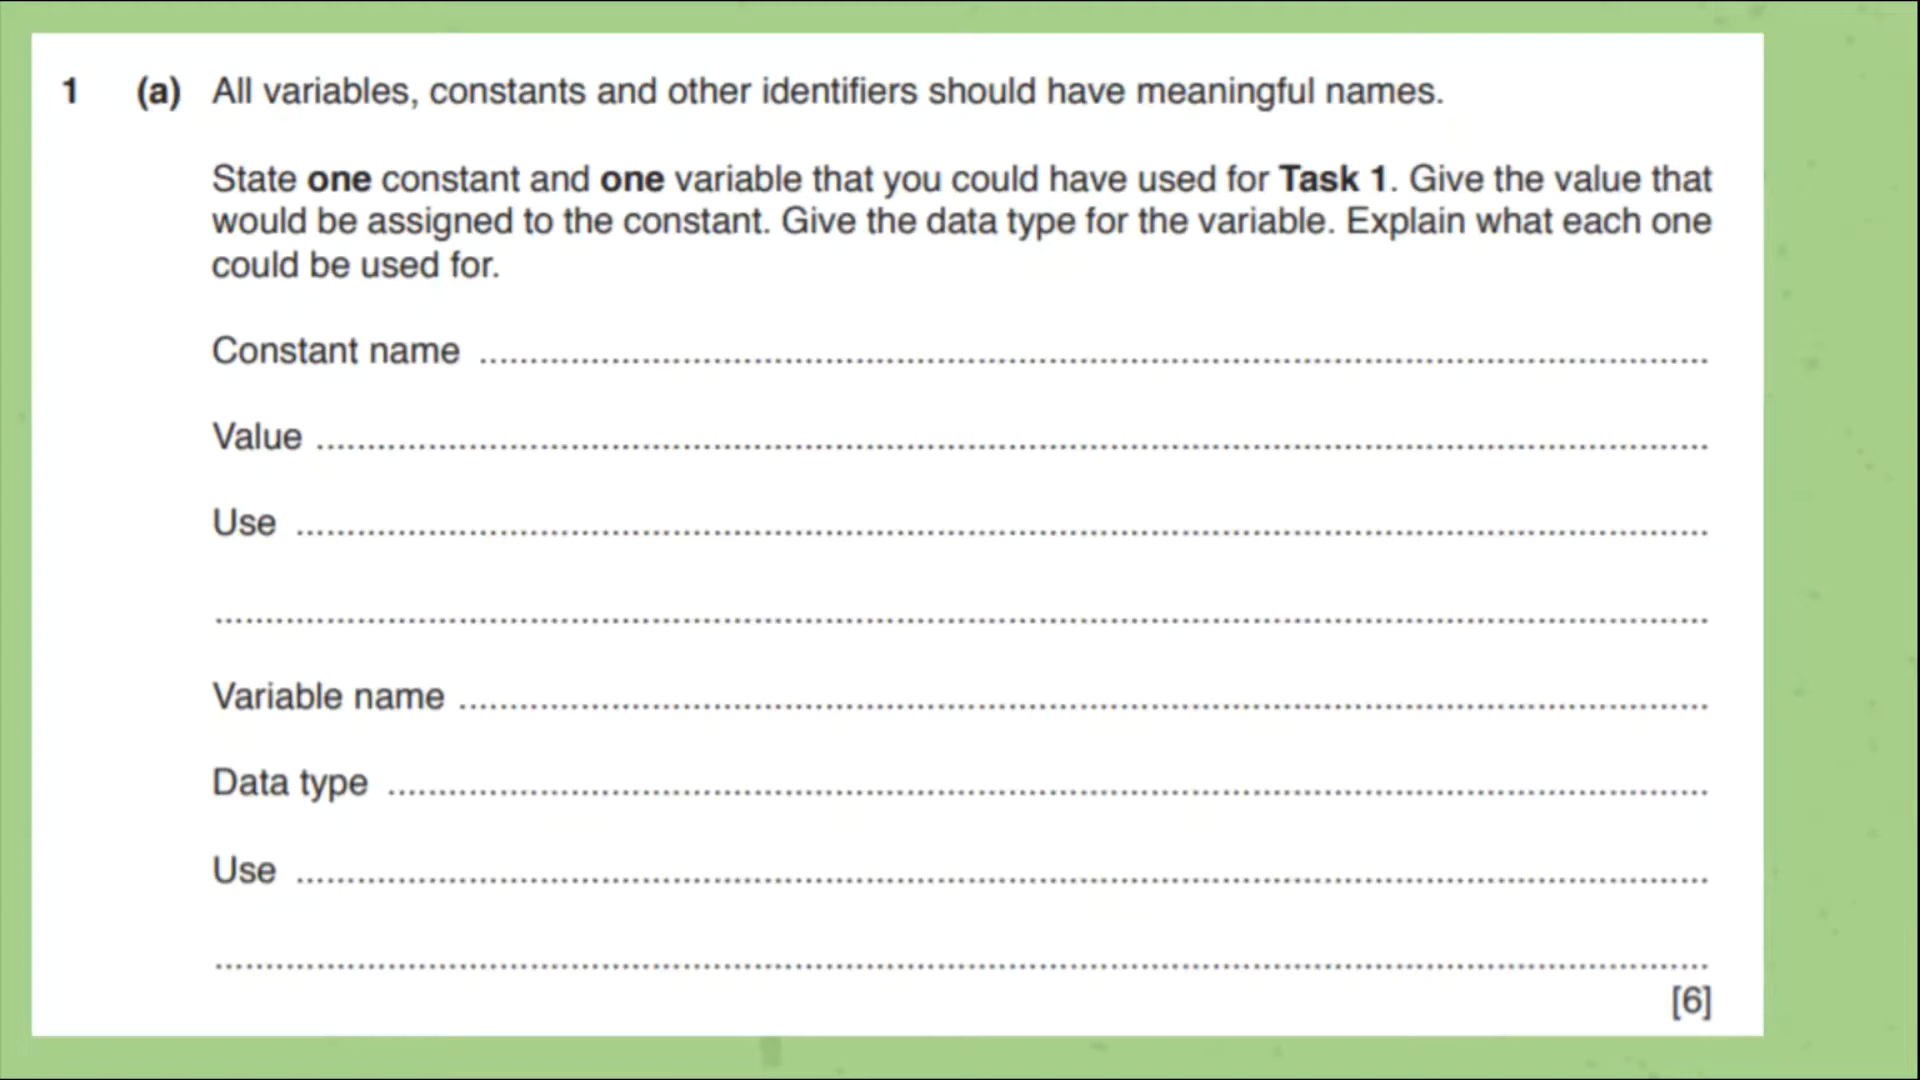 1 (a) All variables, constants and other identifiers should have meaningful names.
State one constant and one variable that you could have used for Task 1. Give the value that
would be assigned to the constant. Give the data type for the variable. Explain what each one
could be used for.
Constant name ..........................................................................................
Value ..........................................................................................
Use ..........................................................................................
..........................................................................................
Variable name ..........................................................................................
Data type ..........................................................................................
Use ..........................................................................................
..........................................................................................
[6]